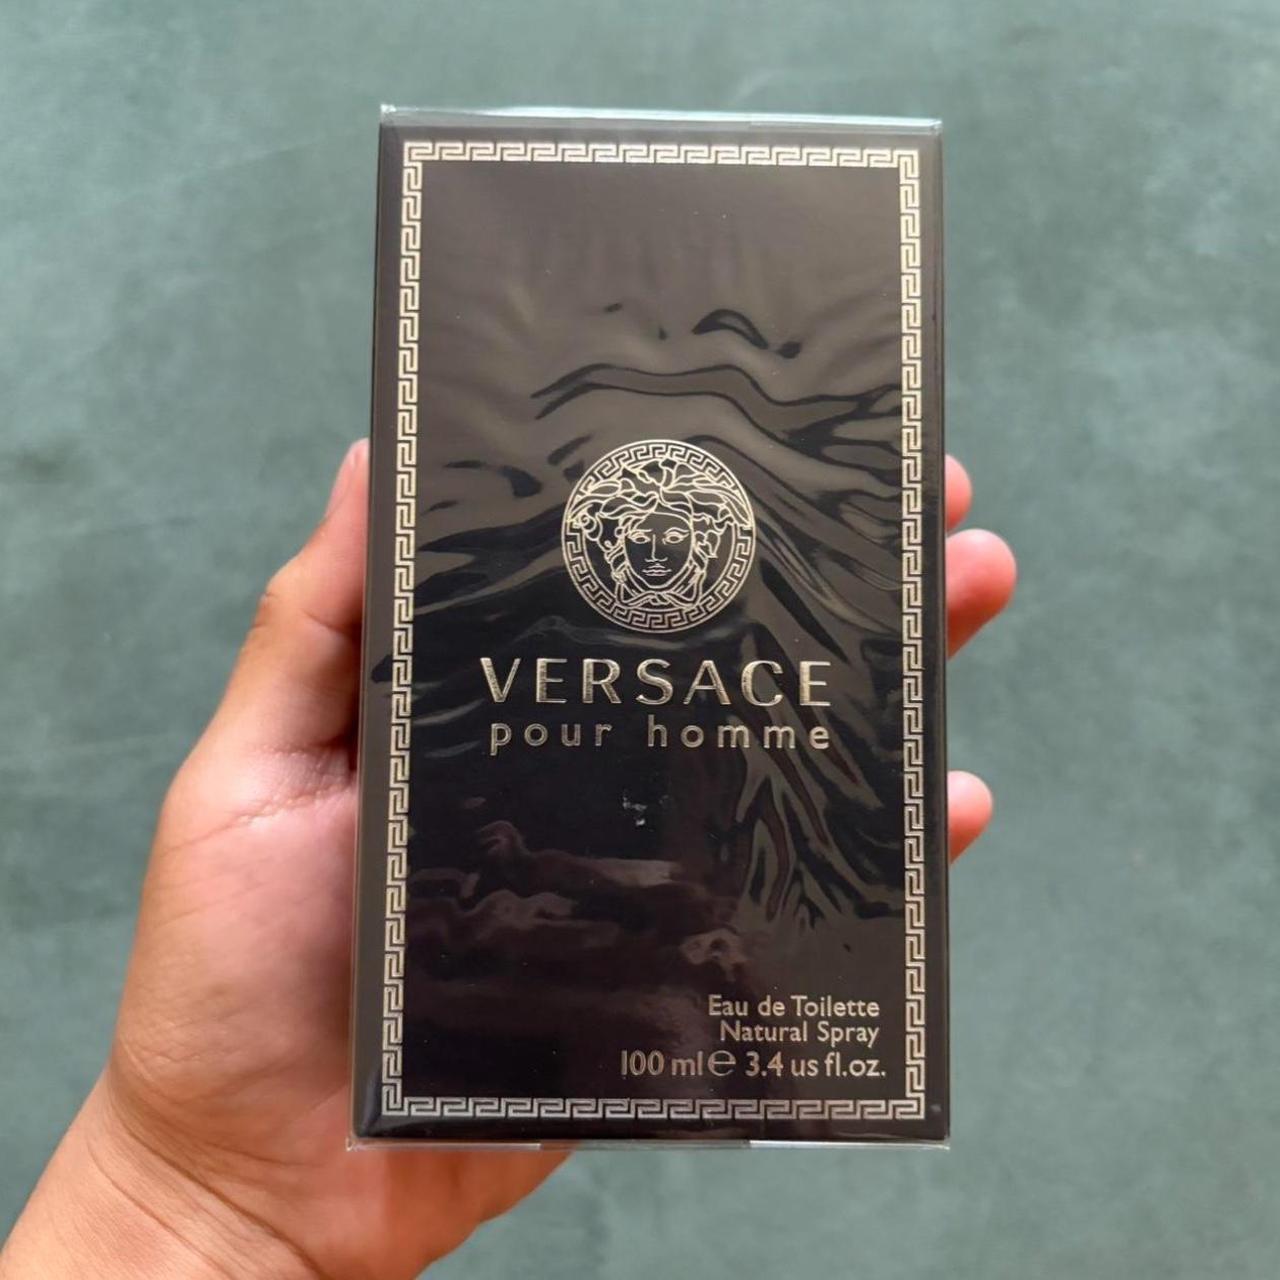 VERSACE
pour homme
Eau de Toilette
Natural Spray
100 ml ℮ 3.4 us fl.oz.